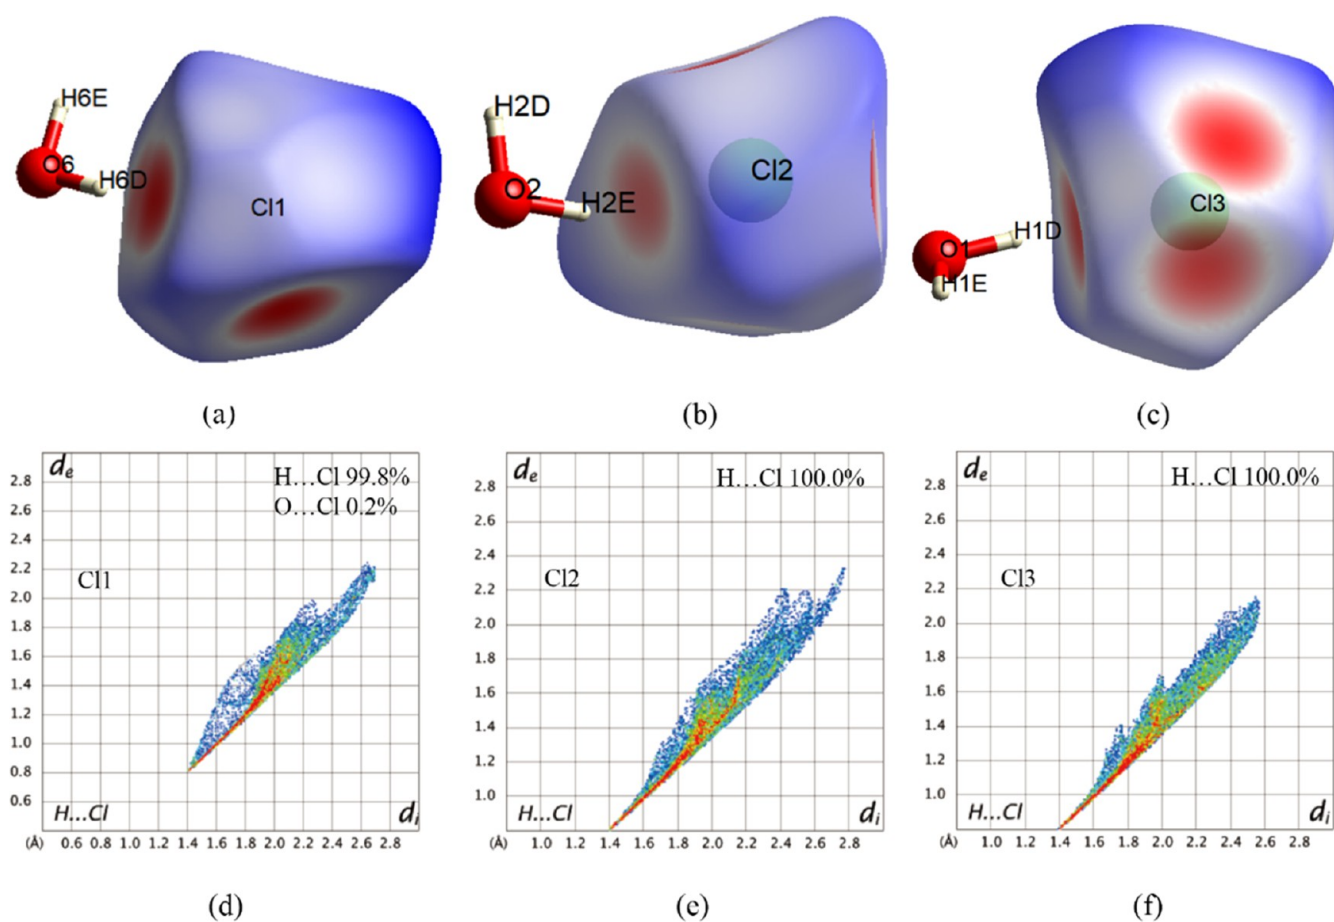 H6E
O6
H6D
Cl1
H2D
O2
H2E
Cl2
Cl3
H1D
O1
H1E
(a)
(b)
(c)
de
H...Cl 99.8%
O...Cl 0.2%
2.8
2.6
2.4
2.2
2.0
1.8
1.6
1.4
1.2
1.0
0.8
0.6
Cl1
H...Cl
di
(Å) 0.6 0.8 1.0 1.2 1.4 1.6 1.8 2.0 2.2 2.4 2.6 2.8
de
H...Cl 100.0%
2.8
2.6
2.4
2.2
2.0
1.8
1.6
1.4
1.2
1.0
Cl2
H...Cl
di
(Å) 1.0 1.2 1.4 1.6 1.8 2.0 2.2 2.4 2.6 2.8
de
H...Cl 100.0%
2.8
2.6
2.4
2.2
2.0
1.8
1.6
1.4
1.2
1.0
Cl3
H...Cl
di
(Å) 1.0 1.2 1.4 1.6 1.8 2.0 2.2 2.4 2.6 2.8
(d)
(e)
(f)